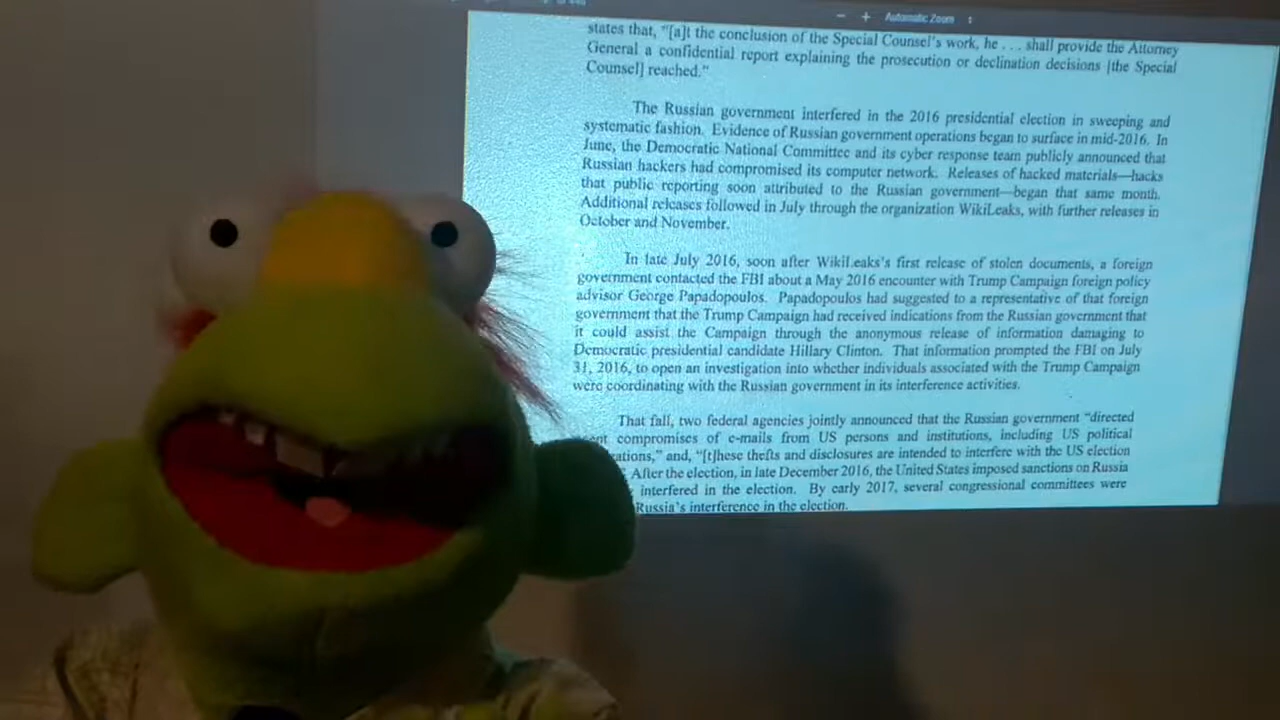 Automatic Zoom
states that, "[a]t the conclusion of the Special Counsel's work, he . . . shall provide the Attorney
General a confidential report explaining the prosecution or declination decisions [the Special
Counsel] reached."
The Russian government interfered in the 2016 presidential election in sweeping and
systematic fashion. Evidence of Russian government operations began to surface in mid-2016. In
June, the Democratic National Committee and its cyber response team publicly announced that
Russian hackers had compromised its computer network. Releases of hacked materials—hacks
that public reporting soon attributed to the Russian government—began that same month.
Additional releases followed in July through the organization WikiLeaks, with further releases in
October and November.
In late July 2016, soon after WikiLeaks's first release of stolen documents, a foreign
government contacted the FBI about a May 2016 encounter with Trump Campaign foreign policy
advisor George Papadopoulos. Papadopoulos had suggested to a representative of that foreign
government that the Trump Campaign had received indications from the Russian government that
it could assist the Campaign through the anonymous release of information damaging to
Democratic presidential candidate Hillary Clinton. That information prompted the FBI on July
31, 2016, to open an investigation into whether individuals associated with the Trump Campaign
were coordinating with the Russian government in its interference activities.
That fall, two federal agencies jointly announced that the Russian government "directed
compromises of e-mails from US persons and institutions, including US political
and, "[t]hese thefts and disclosures are intended to interfere with the US election
After the election, in late December 2016, the United States imposed sanctions on Russia
interfered in the election. By early 2017, several congressional committees were
Russia's interference in the election.